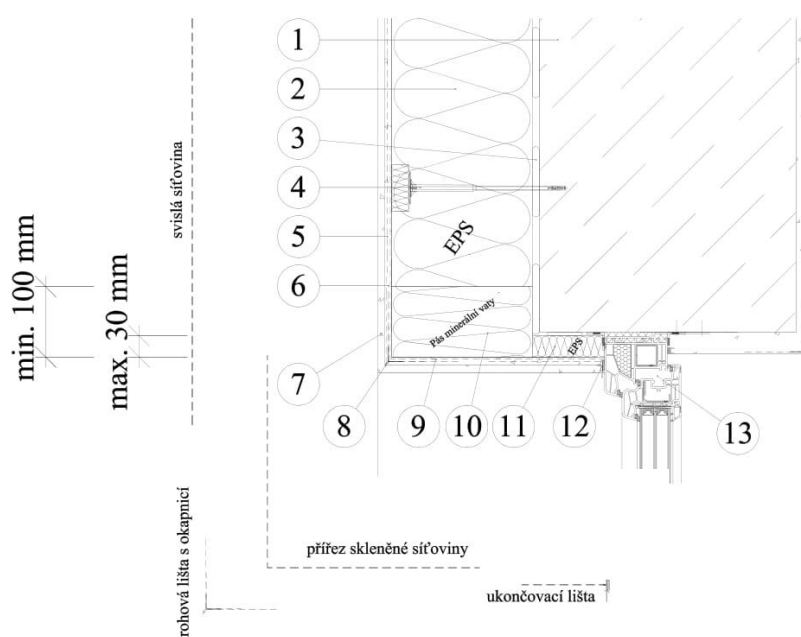 1
2
3
4
5
6
7
8
9
10
11
12
13
EPS
Pás minerální vaty
EPS
svislá síťovina
min. 100 mm
max. 30 mm
rohová lišta s okapnicí
přířez skleněné síťoviny
ukončovací lišta